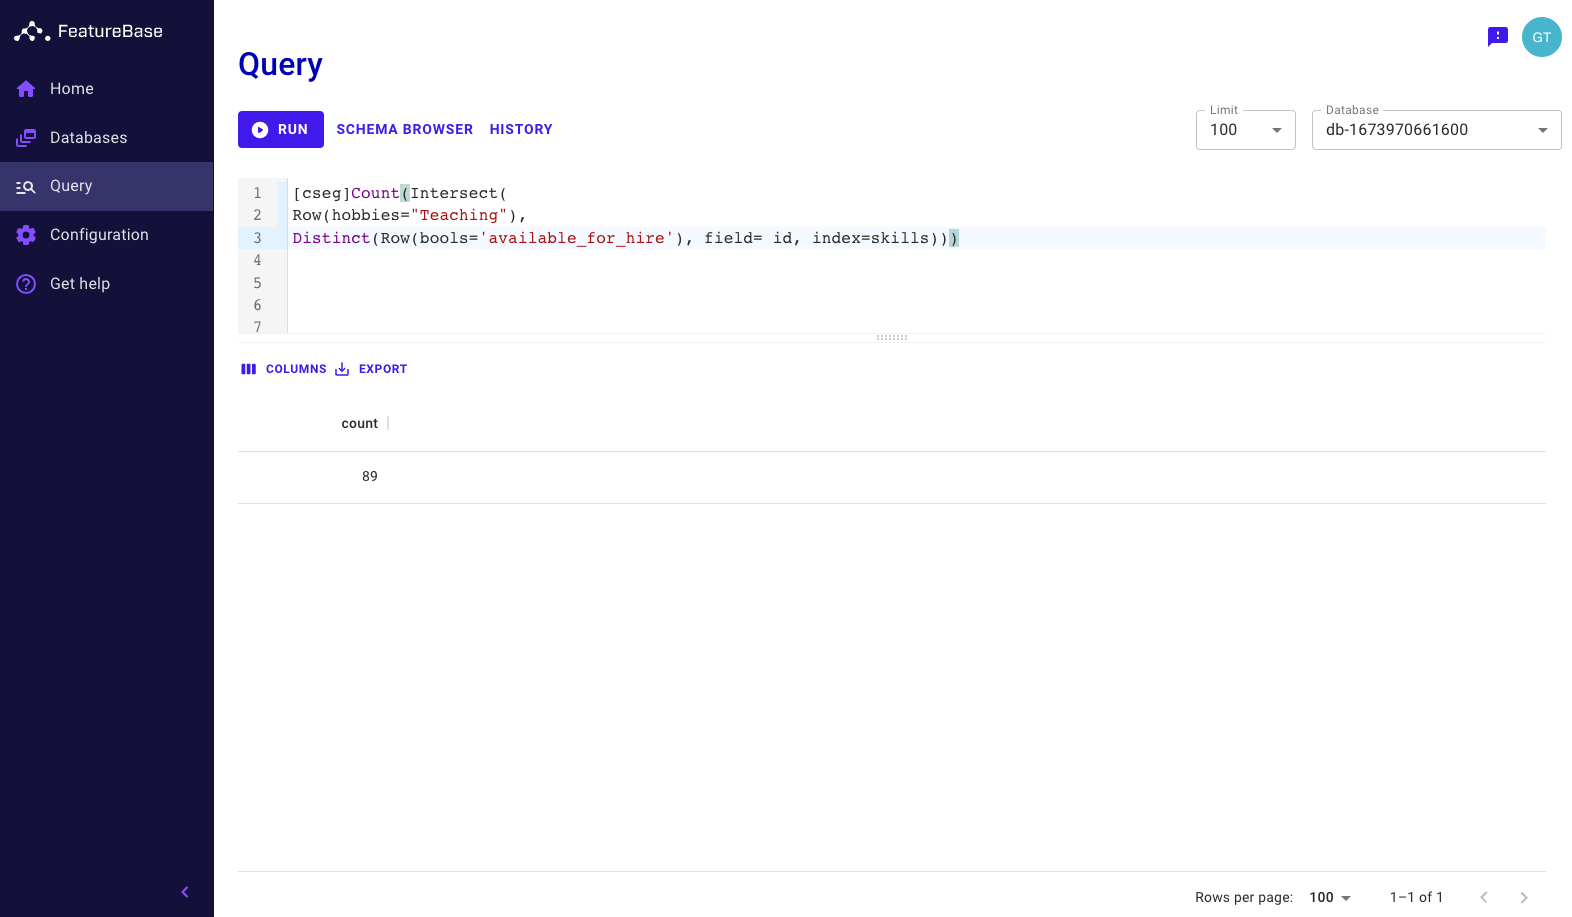 FeatureBase
Home
Databases
Query
Configuration
Get help
GT
Query
RUN
SCHEMA BROWSER
HISTORY
Limit
100
Database
db-1673970661600
1 [cseg]Count(Intersect(
2 Row(hobbies="Teaching"),
3 Distinct(Row(bools='available_for_hire'), field= id, index=skills)))
4
5
6
7
COLUMNS
EXPORT
count
89
Rows per page: 100 1–1 of 1